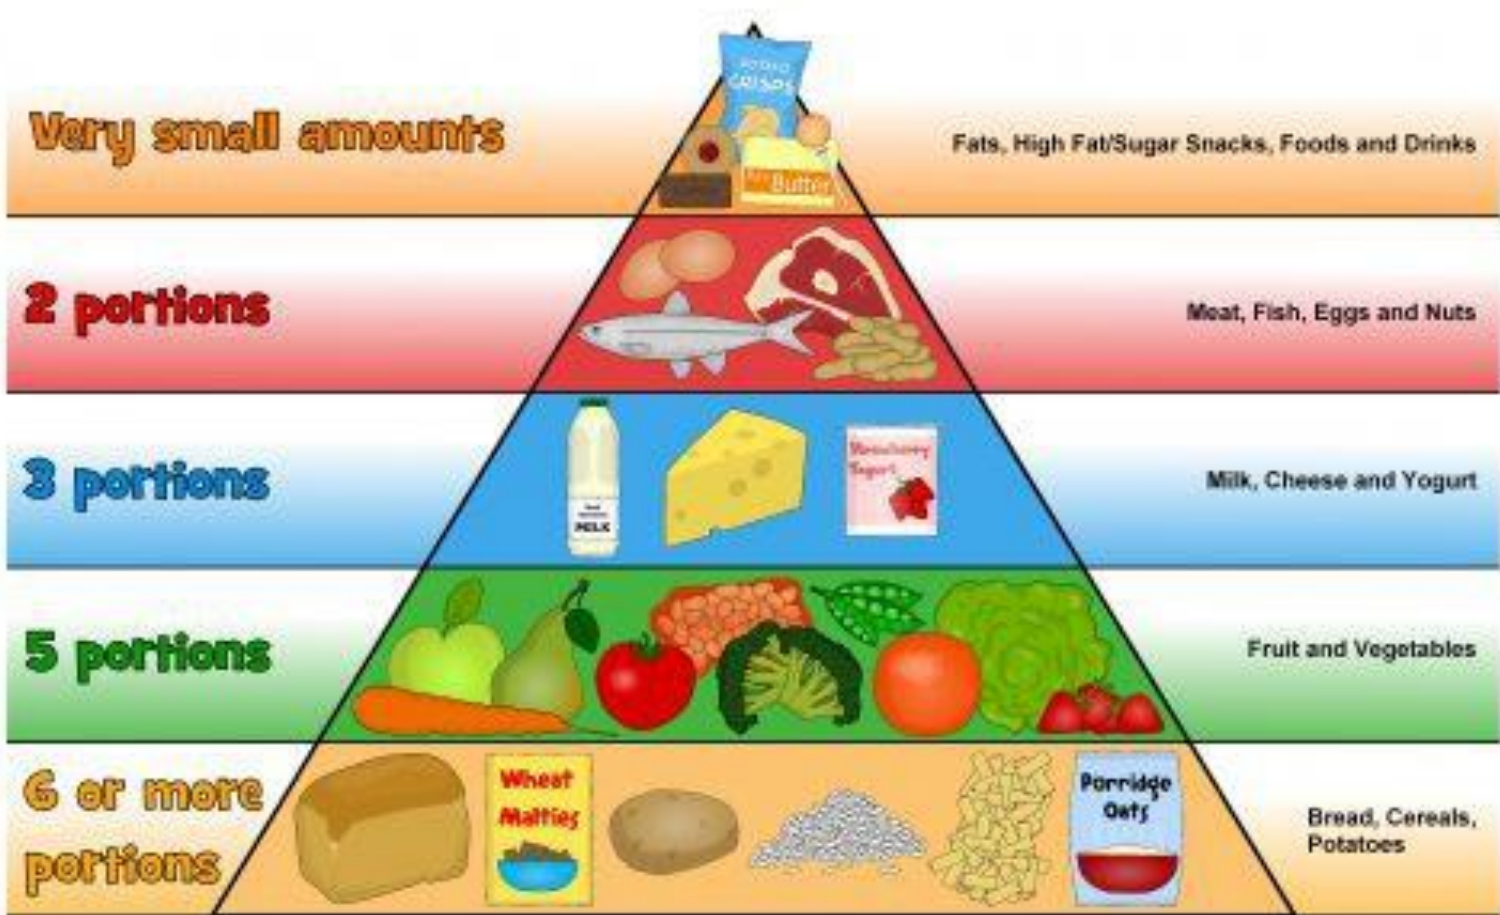 Very small amounts
CRISPS
Butter
Fats, High Fat/Sugar Snacks, Foods and Drinks
2 portions
Meat, Fish, Eggs and Nuts
3 portions
MILK
Strawberry
Yogurt
Milk, Cheese and Yogurt
5 portions
Fruit and Vegetables
6 or more
portions
Wheat
Malties
Porridge
Oats
Bread, Cereals,
Potatoes